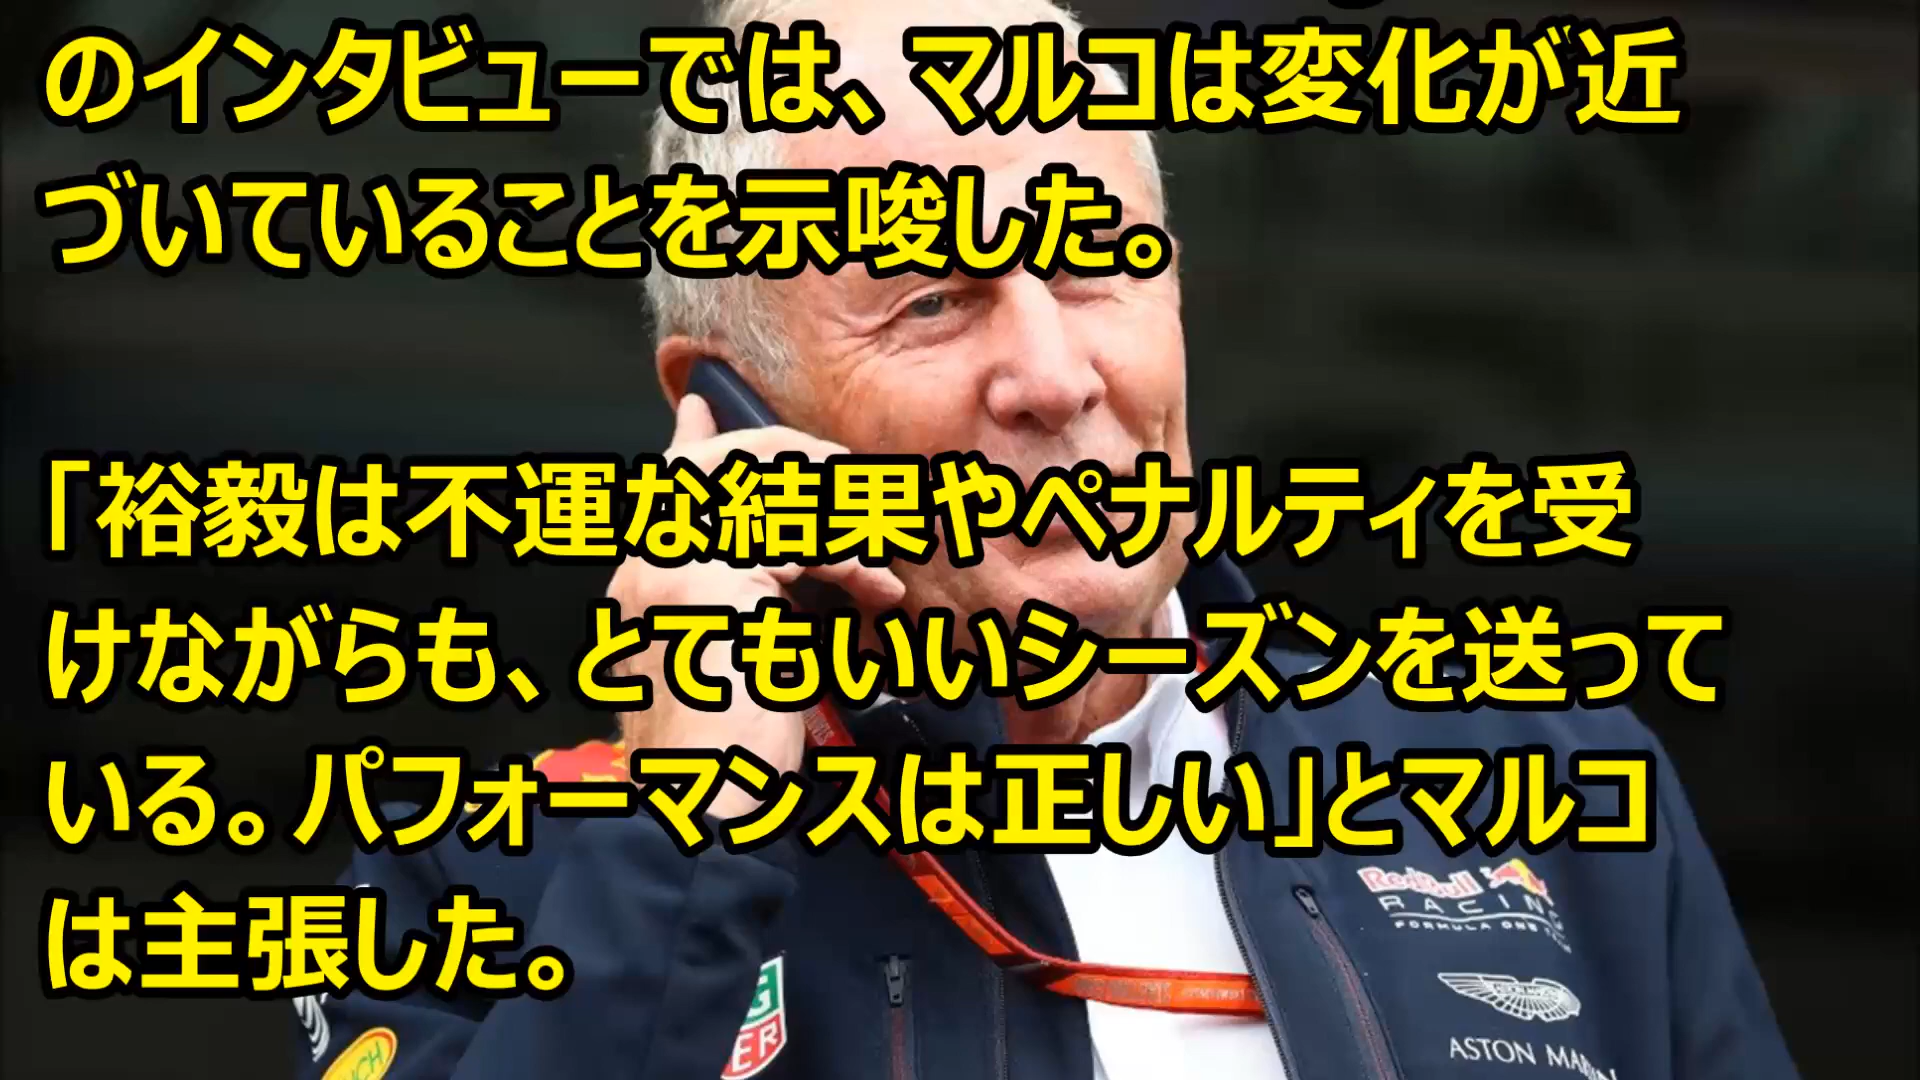 のインタビューでは、マルコは変化が近
づいていることを示唆した。
「裕毅は不運な結果やペナルティを受
けながらも、とてもいいシーズンを送って
いる。パフォーマンスは正しい」とマルコ
は主張した。
Red Bull
RACING
FORMULA ONE
ASTON MAR
ER